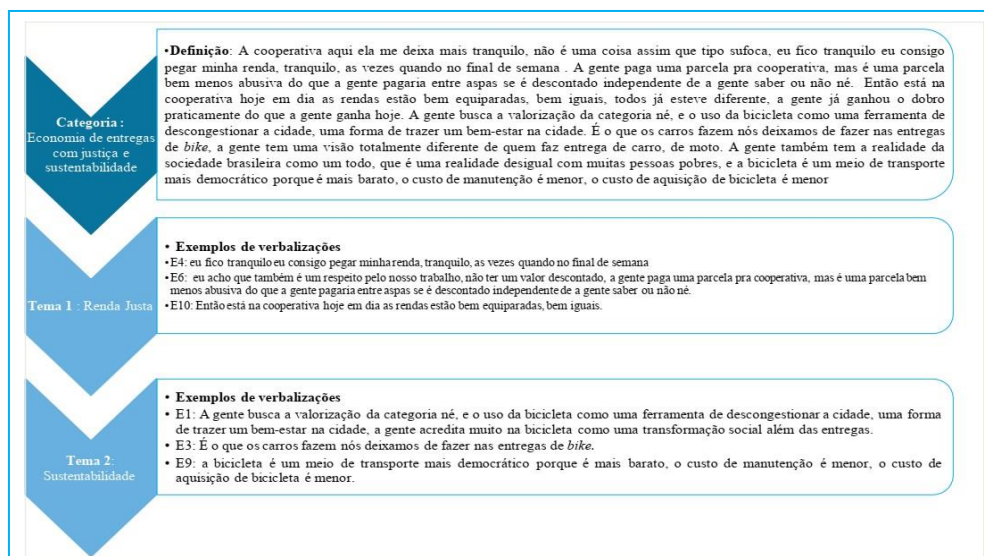 •Definição: A cooperativa aqui ela me deixa mais tranquilo, não é uma coisa assim que tipo sufoca, eu fico tranquilo eu consigo
pegar minha renda, tranquilo, as vezes quando no final de semana . A gente paga uma parcela pra cooperativa, mas é uma parcela
bem menos abusiva do que a gente pagaria entre aspas se é descontado independente de a gente saber ou não né. Então está na
cooperativa hoje em dia as rendas estão bem equiparadas, bem iguais, todos já esteve diferente, a gente já ganhou o dobro
praticamente do que a gente ganha hoje. A gente busca a valorização da categoria né, e o uso da bicicleta como uma ferramenta de
descongestionar a cidade, uma forma de trazer um bem-estar na cidade. É o que os carros fazem nós deixamos de fazer nas entregas
de bike, a gente tem uma visão totalmente diferente de quem faz entrega de carro, de moto. A gente também tem a realidade da
sociedade brasileira como um todo, que é uma realidade desigual com muitas pessoas pobres, e a bicicleta é um meio de transporte
mais democrático porque é mais barato, o custo de manutenção é menor, o custo de aquisição de bicicleta é menor
Categoria :
Economia de entregas
com justiça e
sustentabilidade
• Exemplos de verbalizações
•E4: eu fico tranquilo eu consigo pegar minha renda, tranquilo, as vezes quando no final de semana
•E6: eu acho que também é um respeito pelo nosso trabalho, não ter um valor descontado, a gente paga uma parcela pra cooperativa, mas é uma parcela bem
menos abusiva do que a gente pagaria entre aspas se é descontado independente de a gente saber ou não né.
•E10: Então está na cooperativa hoje em dia as rendas estão bem equiparadas, bem iguais.
Tema 1 : Renda Justa
• Exemplos de verbalizações
• E1: A gente busca a valorização da categoria né, e o uso da bicicleta como uma ferramenta de descongestionar a cidade, uma forma
de trazer um bem-estar na cidade, a gente acredita muito na bicicleta como uma transformação social além das entregas.
• E3: É o que os carros fazem nós deixamos de fazer nas entregas de bike.
• E9: a bicicleta é um meio de transporte mais democrático porque é mais barato, o custo de manutenção é menor, o custo de
aquisição de bicicleta é menor.
Tema 2:
Sustentabilidade